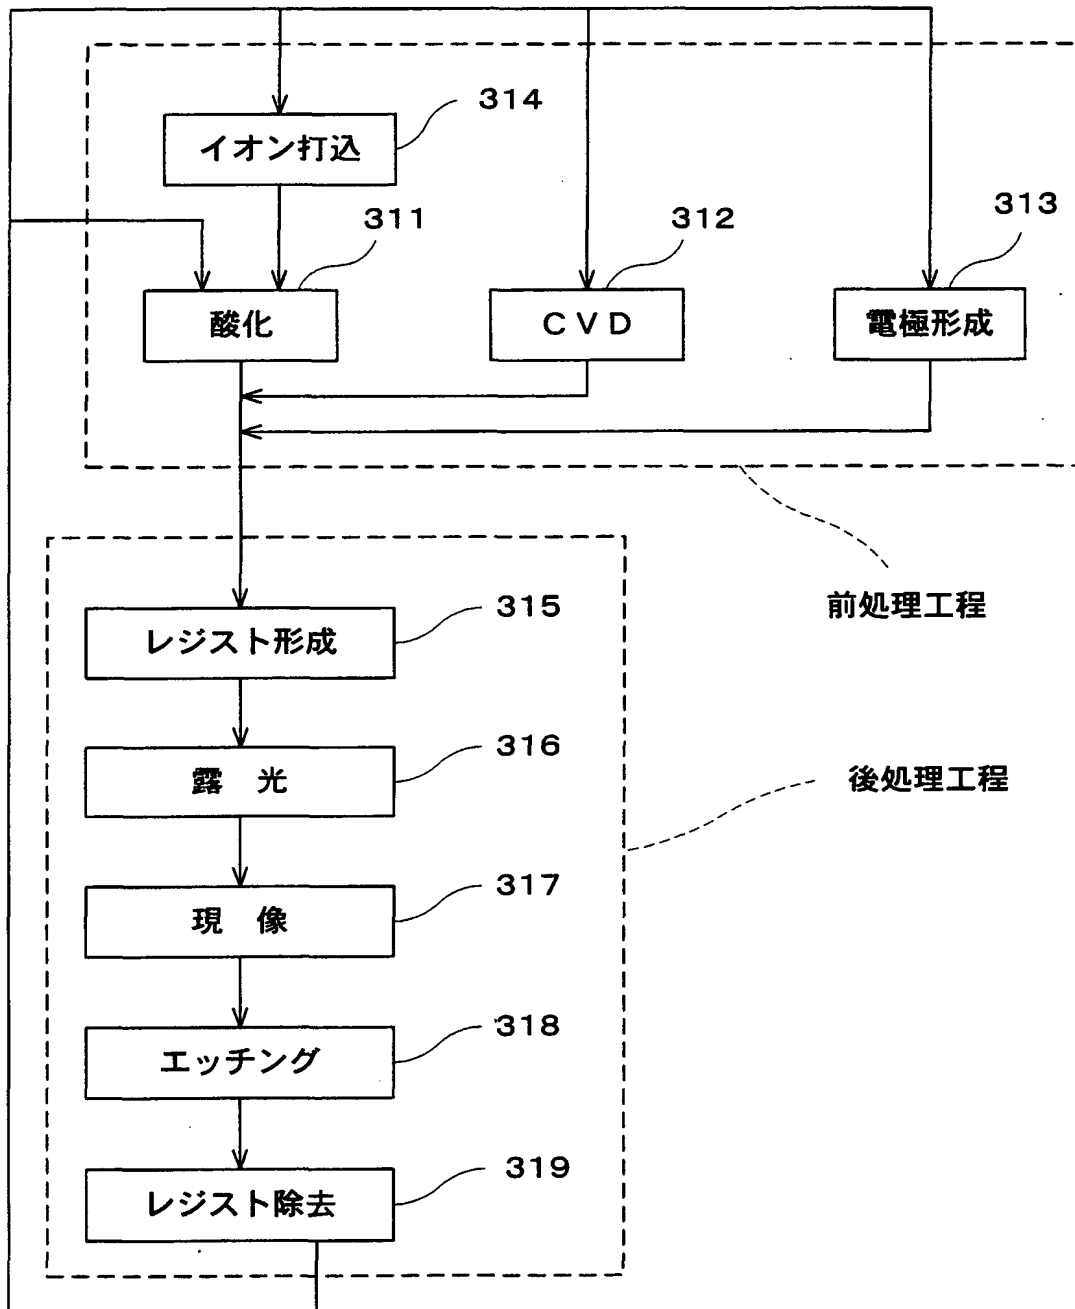 314
イオン打込
311
312
313
酸化
CVD
電極形成
前処理工程
315
レジスト形成
316
露 光
後処理工程
317
現 像
318
エッチング
319
レジスト除去